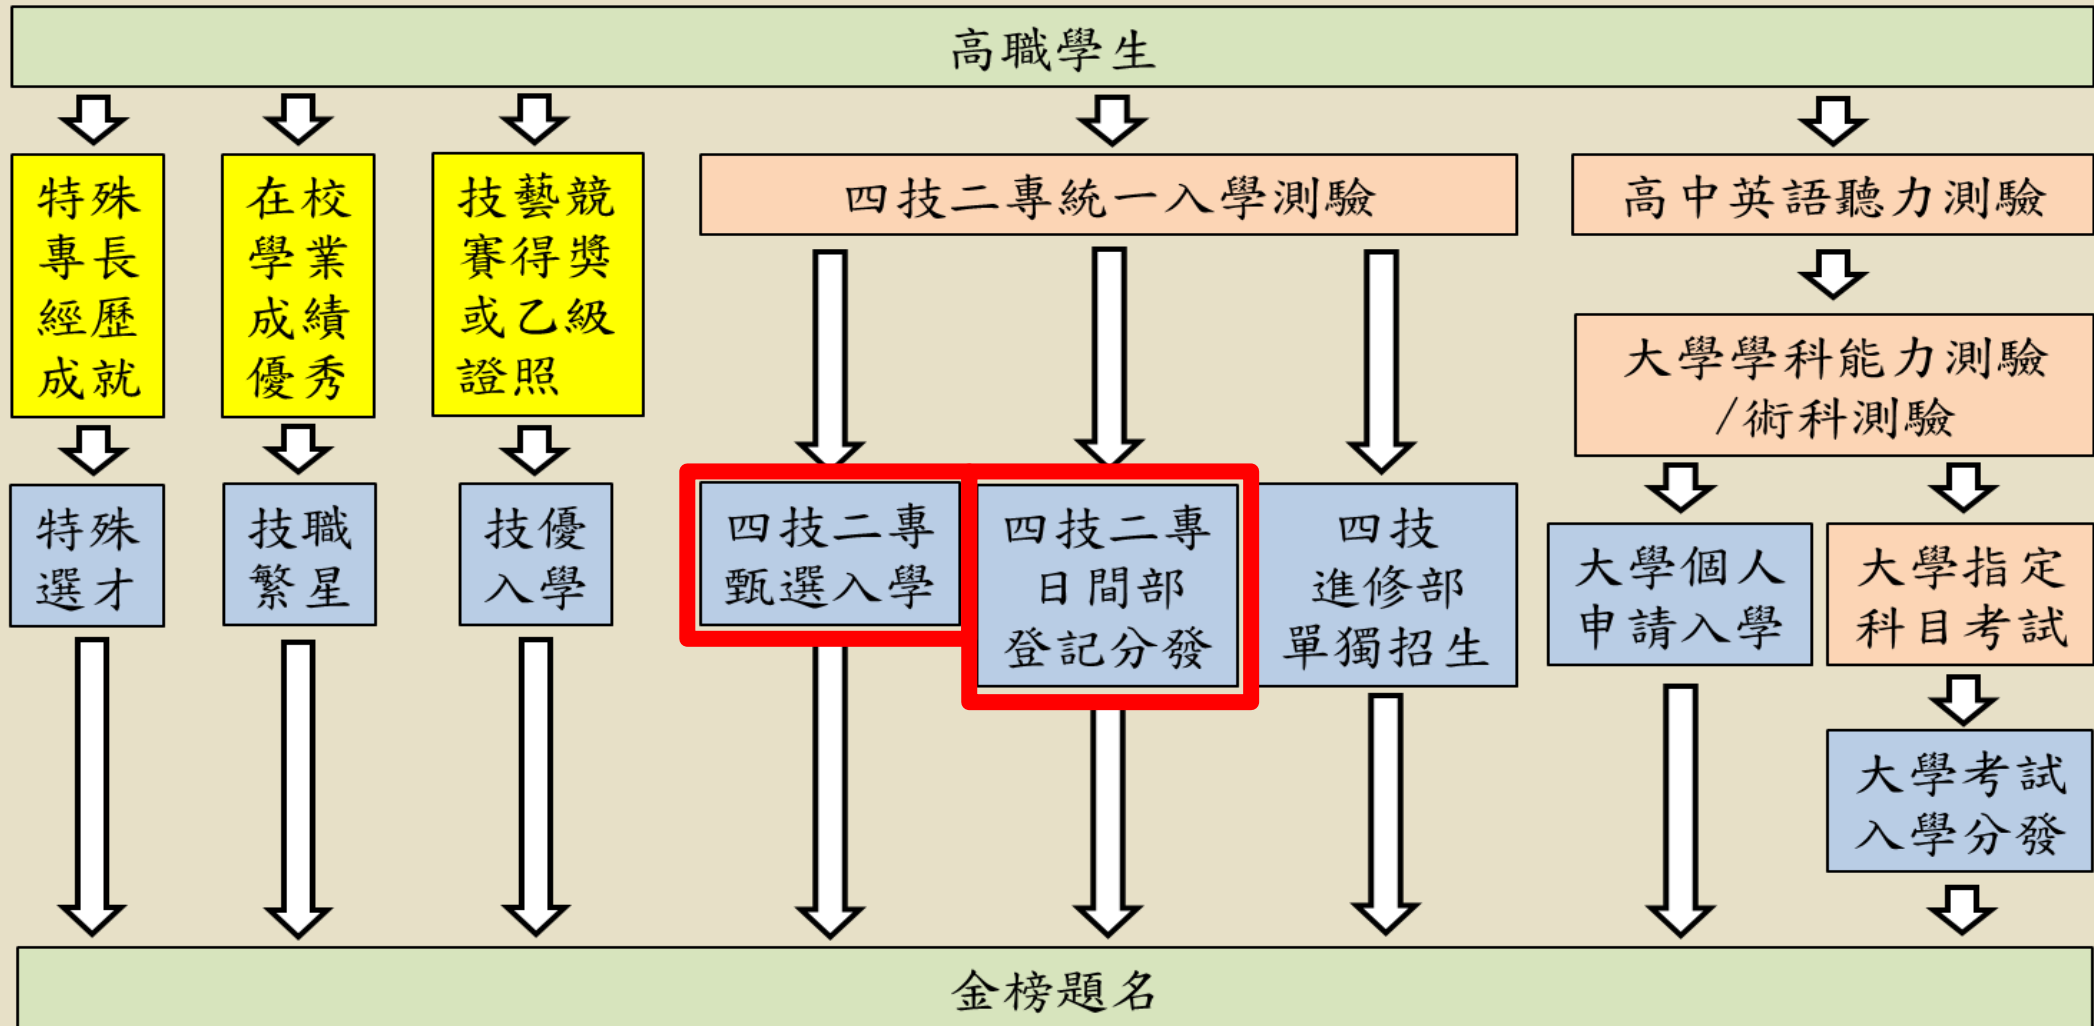 高職學生
特殊
專長
經歷
成就
在校
學業
成績
優秀
技藝競
賽得獎
或乙級
證照
四技二專統一入學測驗
高中英語聽力測驗
大學學科能力測驗
/術科測驗
特殊
選才
技職
繁星
技優
入學
四技二專
甄選入學
四技二專
日間部
登記分發
四技
進修部
單獨招生
大學個人
申請入學
大學指定
科目考試
大學考試
入學分發
金榜題名